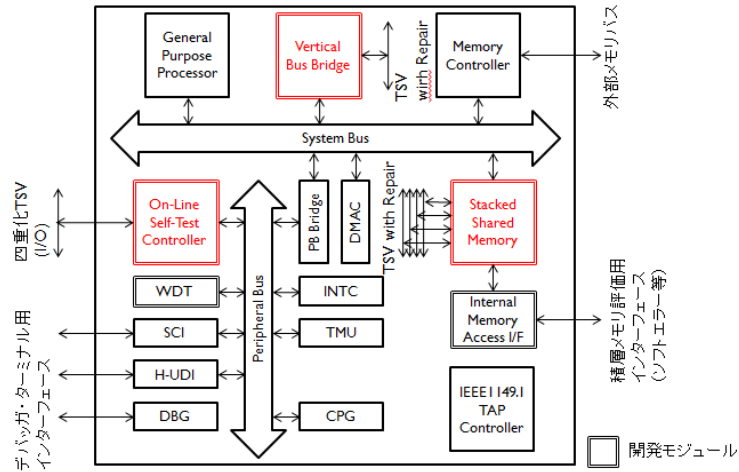 General
Purpose
Processor
Vertical
Bus Bridge
TSV
wirh Repair
Memory
Controller
外部メモリバス
System Bus
四重化TSV
(I/O)
On-Line
Self-Test
Controller
PB Bridge
DMAC
TSV with Repair
Stacked
Shared
Memory
Peripheral Bus
WDT
INTC
Internal
Memory
Access I/F
積層メモリ評価用
インターフェース
(ソフトエラー等)
デバッガ・ターミナル用
インターフェース
SCI
TMU
H-UDI
DBG
CPG
IEEE1149.1
TAP
Controller
開発モジュール